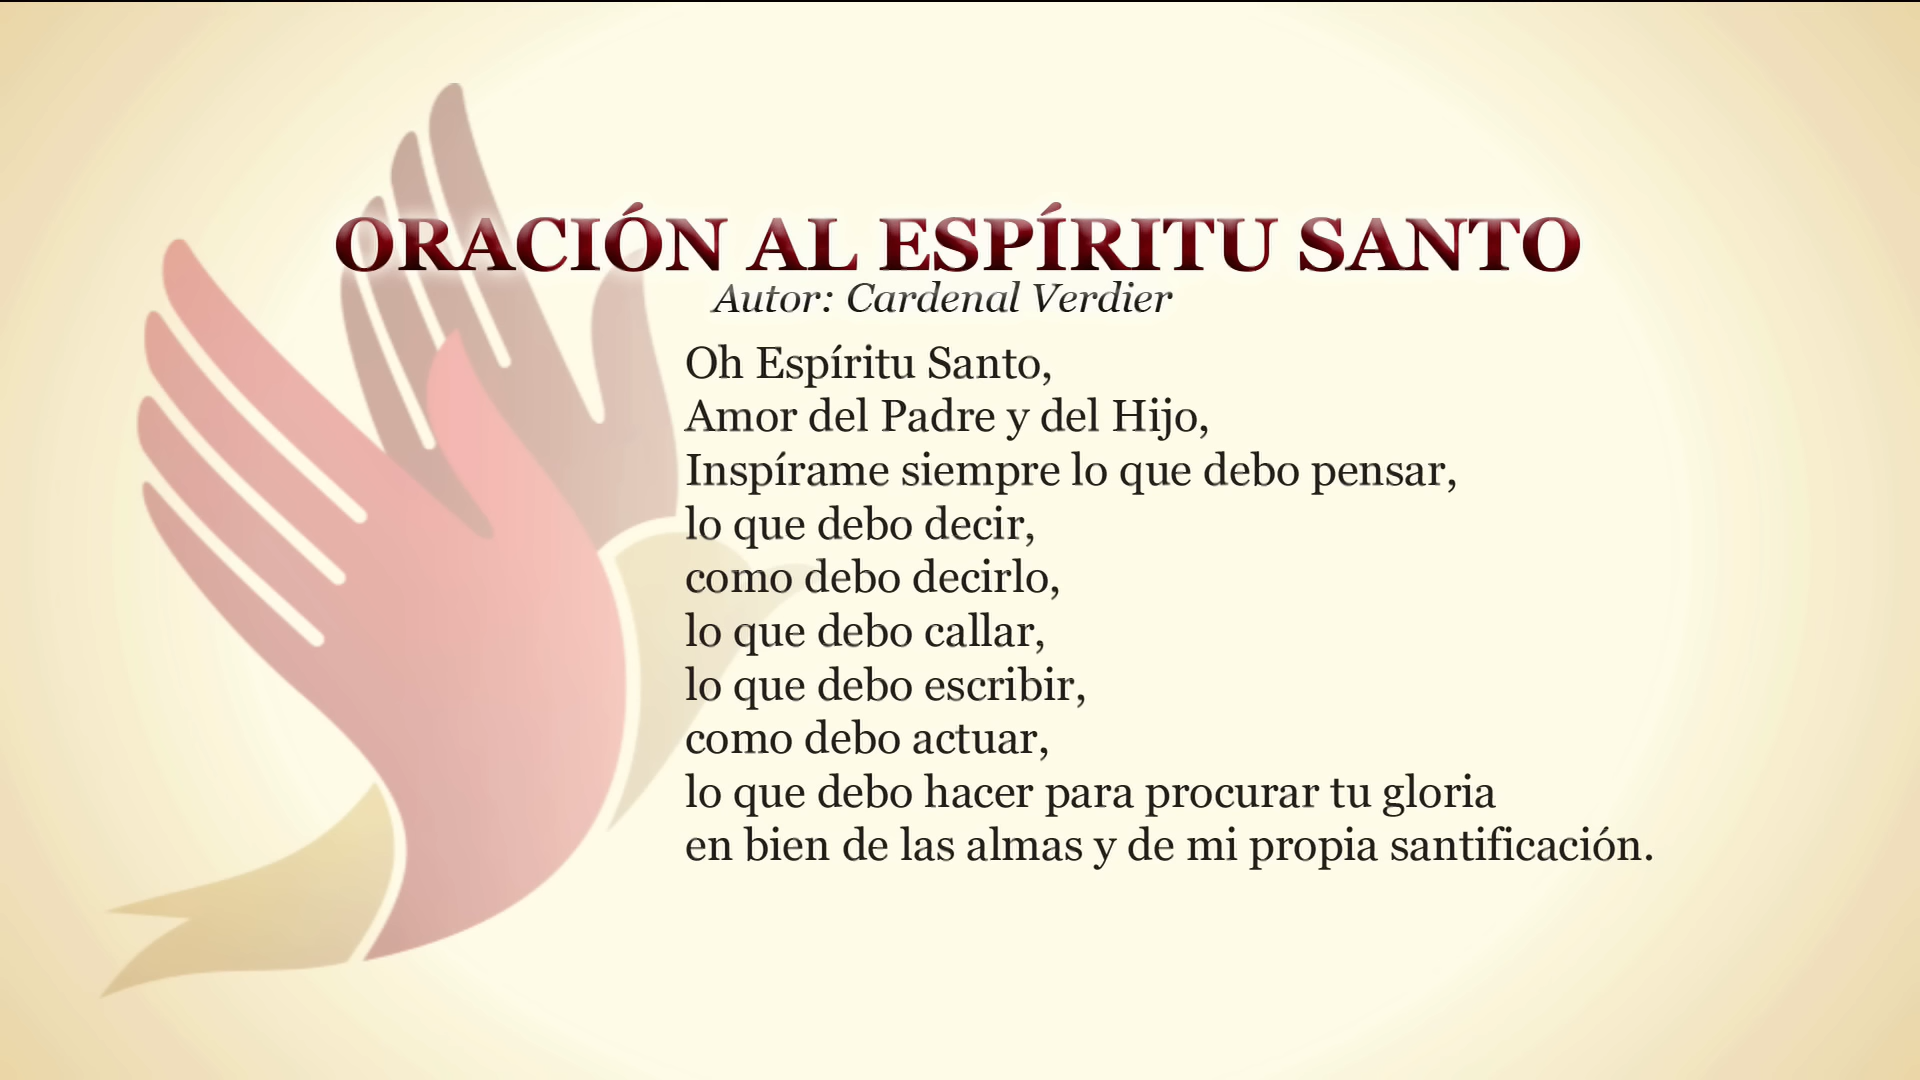 ORACIÓN AL ESPÍRITU SANTO
Autor: Cardenal Verdier
Oh Espíritu Santo,
Amor del Padre y del Hijo,
Inspírame siempre lo que debo pensar,
lo que debo decir,
como debo decirlo,
lo que debo callar,
lo que debo escribir,
como debo actuar,
lo que debo hacer para procurar tu gloria
en bien de las almas y de mi propia santificación.